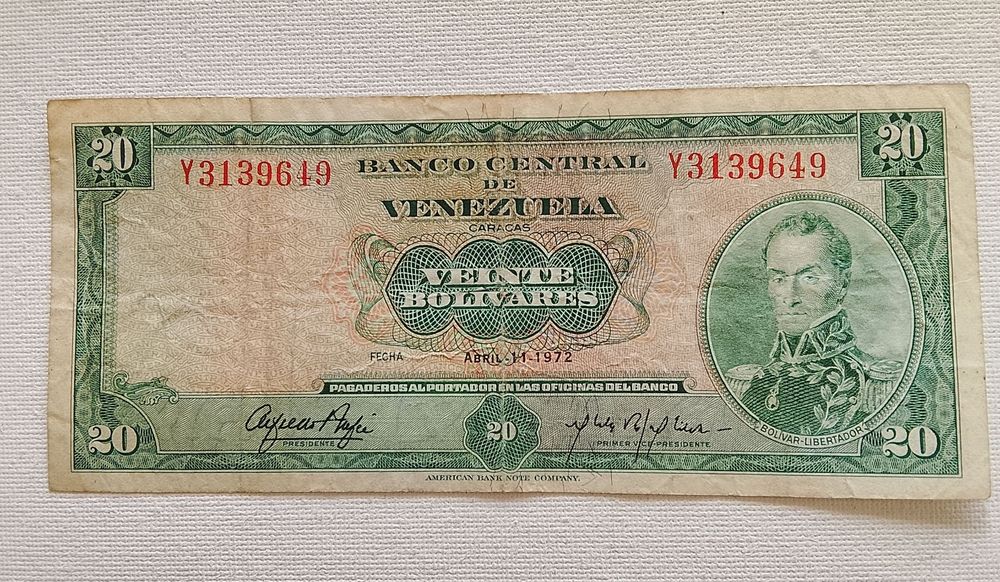 20 20
Y3139649 BANCO CENTRAL Y3139649
DE
VENEZUELA
CARACAS
VEINTE
BOLIVARES
FECHA ABRIL-11-1972
PAGADEROS AL PORTADOR EN LAS OFICINAS DEL BANCO
PRESIDENTE 20 PRIMER VICE-PRESIDENTE
BOLIVAR-LIBERTADOR
20 20
AMERICAN BANK NOTE COMPANY.